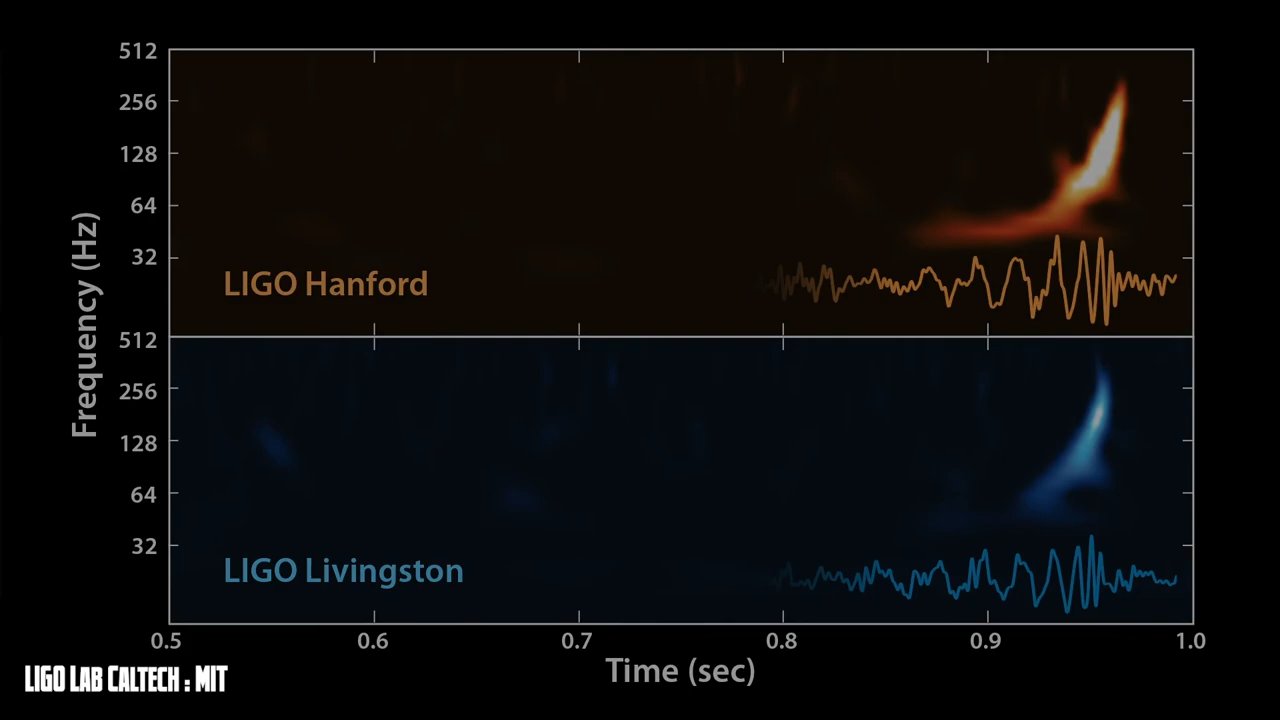 512
256
128
64
32
LIGO Hanford
Frequency (Hz)
512
256
128
64
32
LIGO Livingston
0.5 0.6 0.7 0.8 0.9 1.0
Time (sec)
LIGO LAB CALTECH : MIT